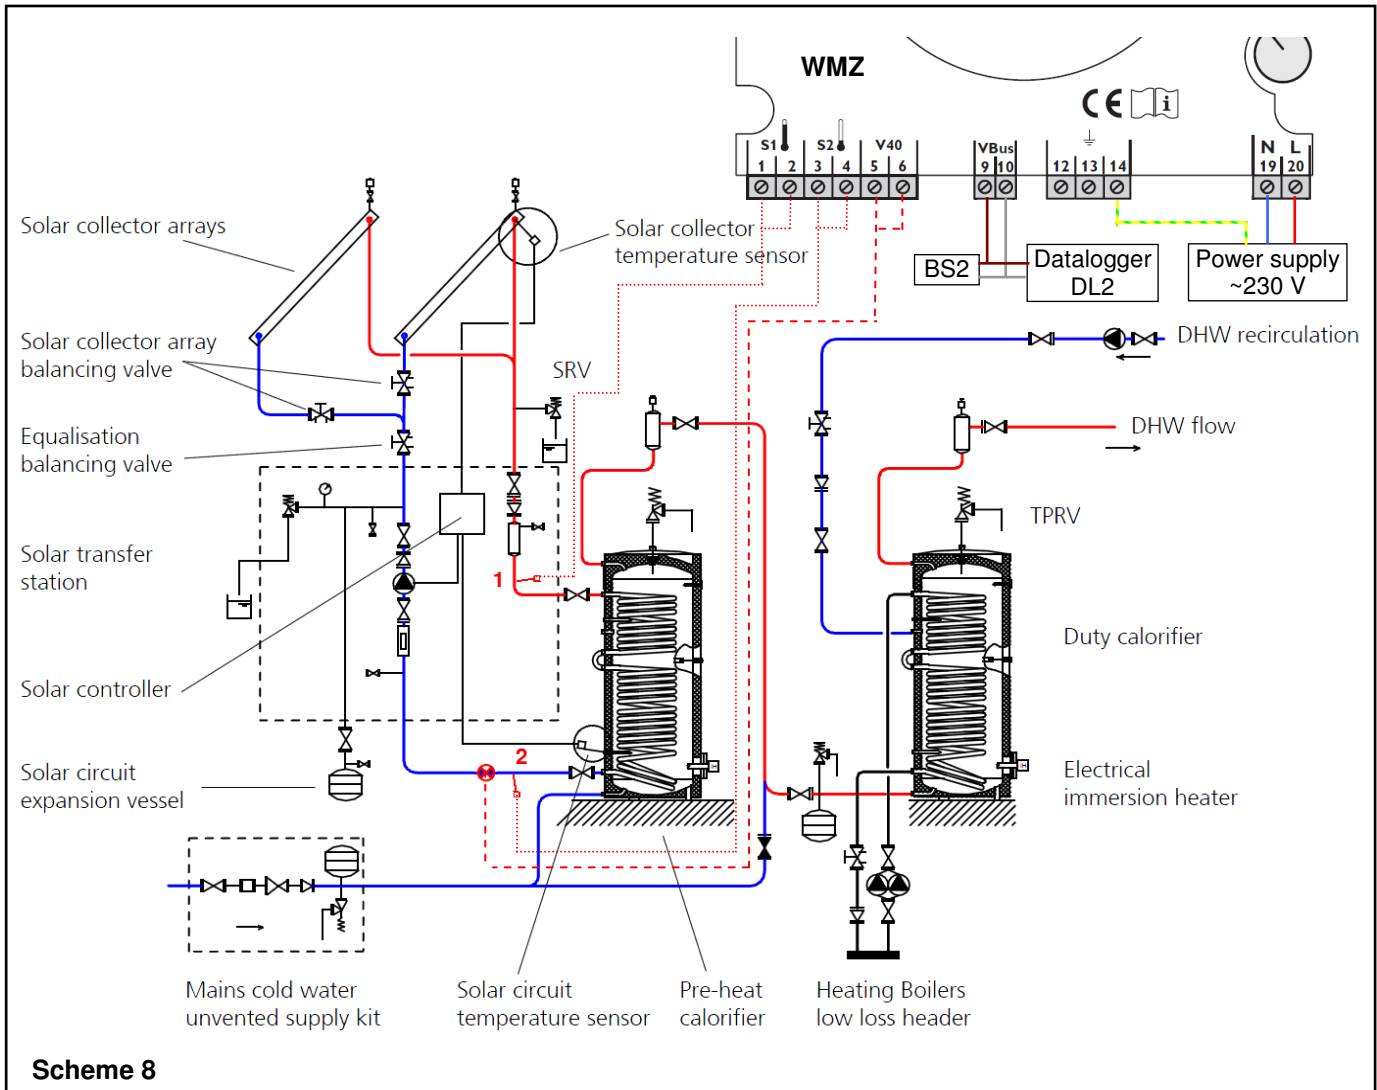 WMZ
CE i
S1 S2 V40 VBus N L
1 2 3 4 5 6 9 10 12 13 14 19 20
Solar collector arrays
Solar collector
temperature sensor
BS2
Datalogger
DL2
Power supply
~230 V
Solar collector array
balancing valve
SRV
DHW recirculation
Equalisation
balancing valve
DHW flow
Solar transfer
station
TPRV
1
Duty calorifier
Solar controller
2
Solar circuit
expansion vessel
Electrical
immersion heater
Mains cold water
unvented supply kit
Solar circuit
temperature sensor
Pre-heat
calorifier
Heating Boilers
low loss header
Scheme 8